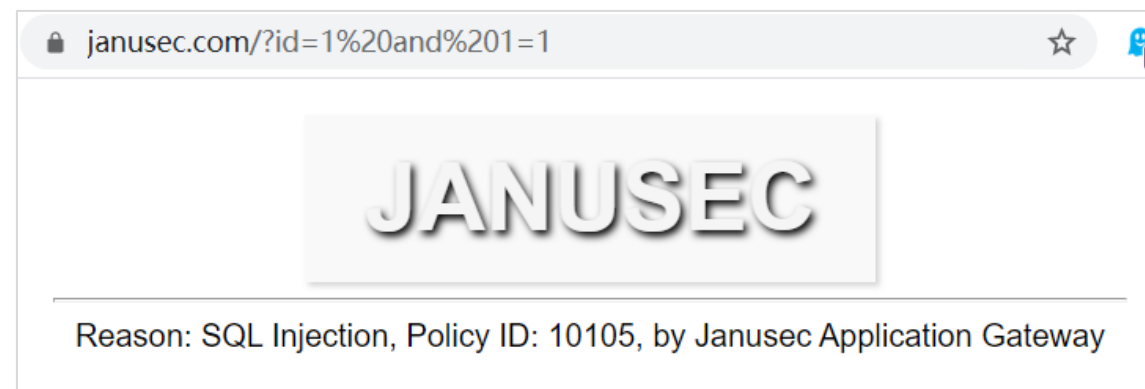 janusec.com/?id=1%20and%201=1
JANUSEC
Reason: SQL Injection, Policy ID: 10105, by Janusec Application Gateway